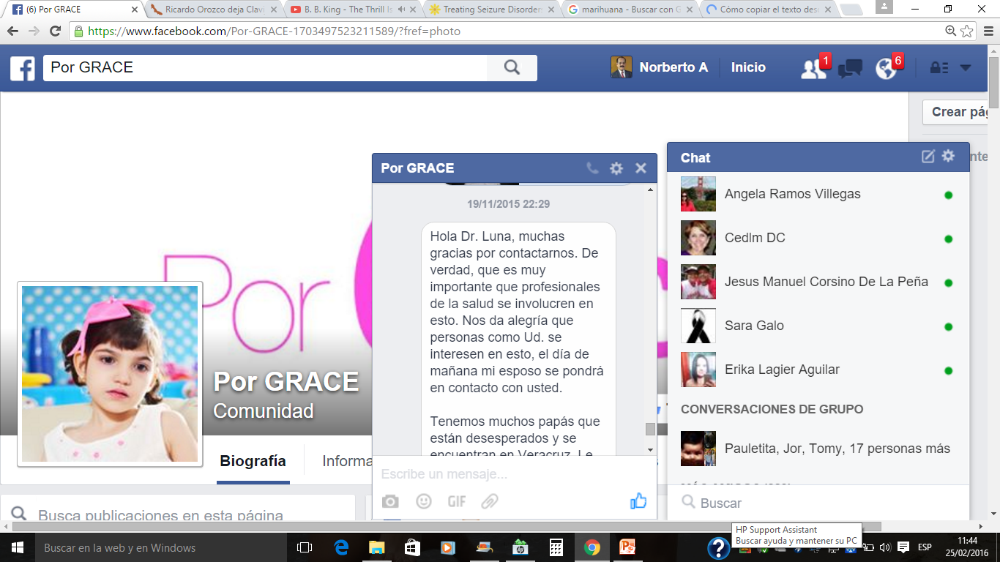 (6) Por GRACE
Ricardo Orozco deja Clavi
B. B. King - The Thrill Is
Treating Seizure Disorder
marihuana - Buscar con G
Cómo copiar el texto des
https://www.facebook.com/Por-GRACE-1703497523211589/?fref=photo
Por GRACE
Norberto A
Inicio
1
6
Crear pág
Por
Por GRACE
Comunidad
Biografía
Informa
Busca publicaciones en esta página
Por GRACE
19/11/2015 22:29
Hola Dr. Luna, muchas
gracias por contactarnos. De
verdad, que es muy
importante que profesionales
de la salud se involucren en
esto. Nos da alegría que
personas como Ud. se
interesen en esto, el día de
mañana mi esposo se pondrá
en contacto con usted.
Tenemos muchos papás que
están desesperados y se
encuentran en Veracruz. Le
Escribe un mensaje...
GIF
Chat
nte
Angela Ramos Villegas
Cedlm DC
Jesus Manuel Corsino De La Peña
Sara Galo
Erika Lagier Aguilar
CONVERSACIONES DE GRUPO
Pauletita, Jor, Tomy, 17 personas más
Buscar
HP Support Assistant
Buscar ayuda y mantener su PC
Buscar en la web y en Windows
ESP
11:44
25/02/2016